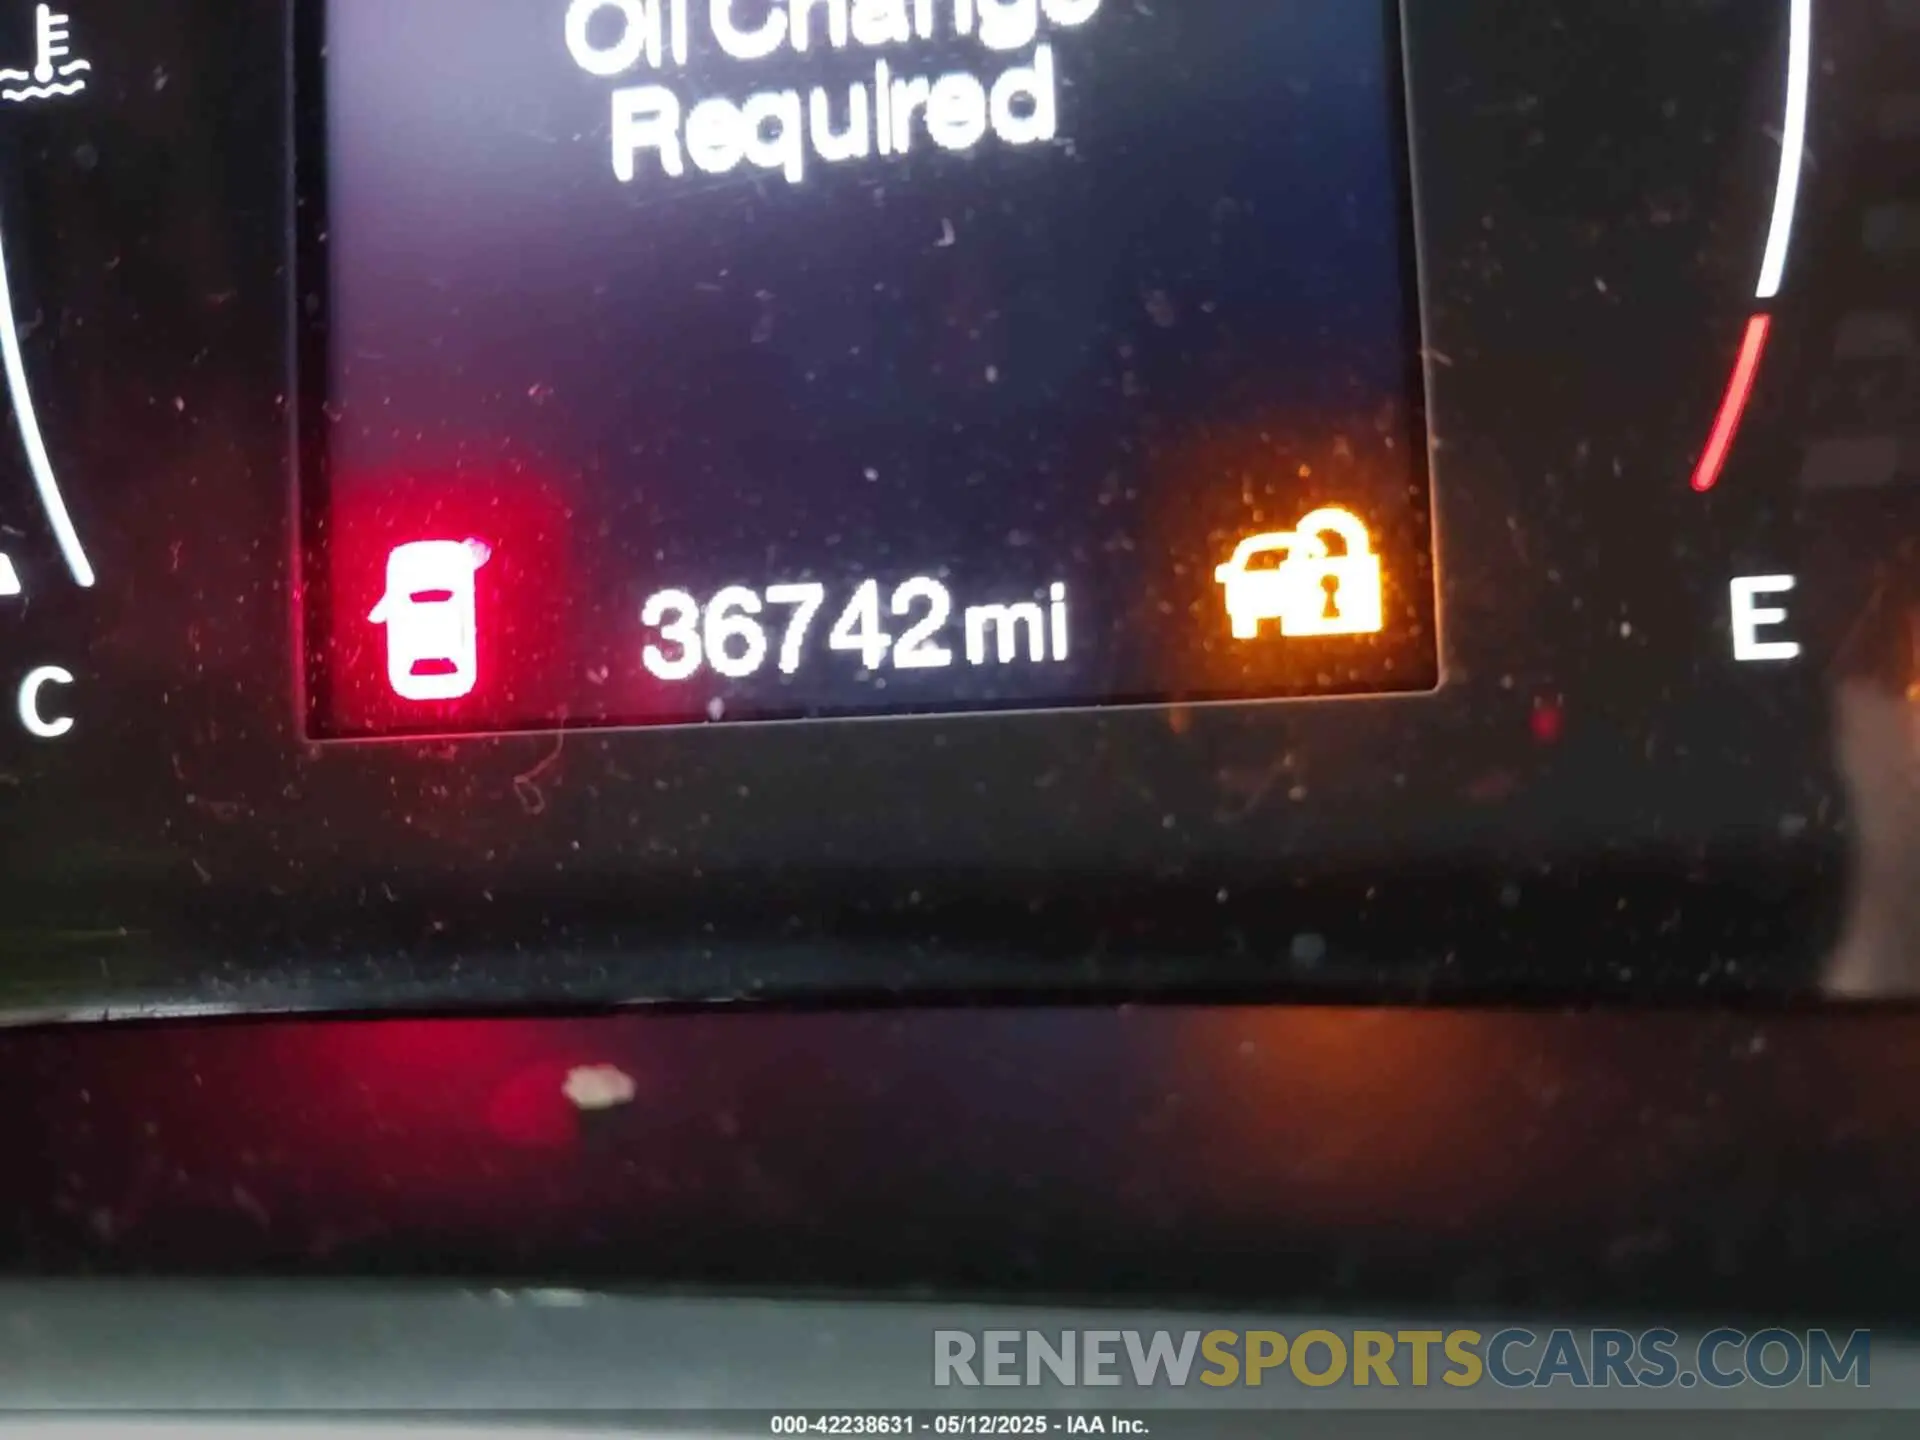 Oil Change
Required
36742 mi
C
E
RENEWSPORTSCARS.COM
000-42238631 - 05/12/2025 - IAA Inc.